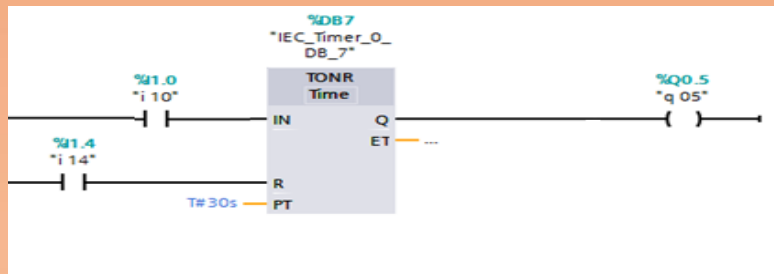 %DB7
"IEC_Timer_0_
DB_7"
TONR
Time
%I1.0
"i 10"
IN
Q
%Q0.5
"q 05"
ET
...
%I1.4
"i 14"
R
T#30s
PT